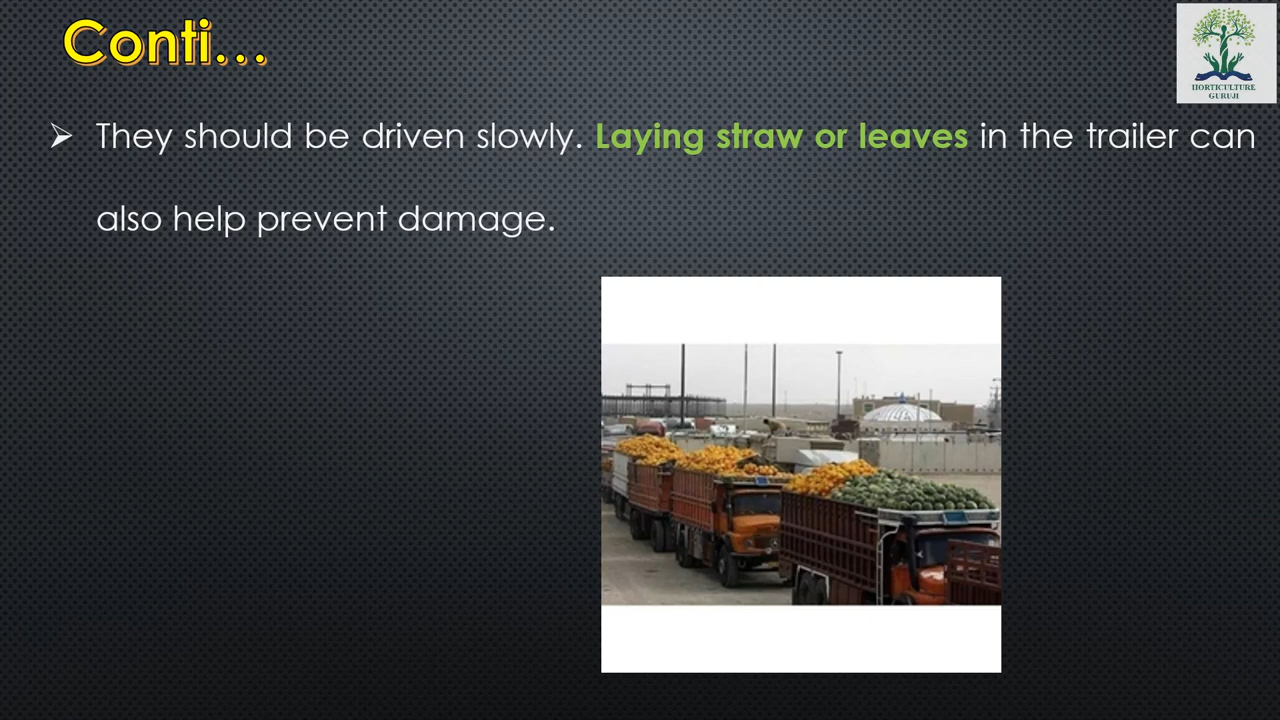 Conti...
HORTICULTURE
GURUJI
➢ They should be driven slowly. Laying straw or leaves in the trailer can
also help prevent damage.